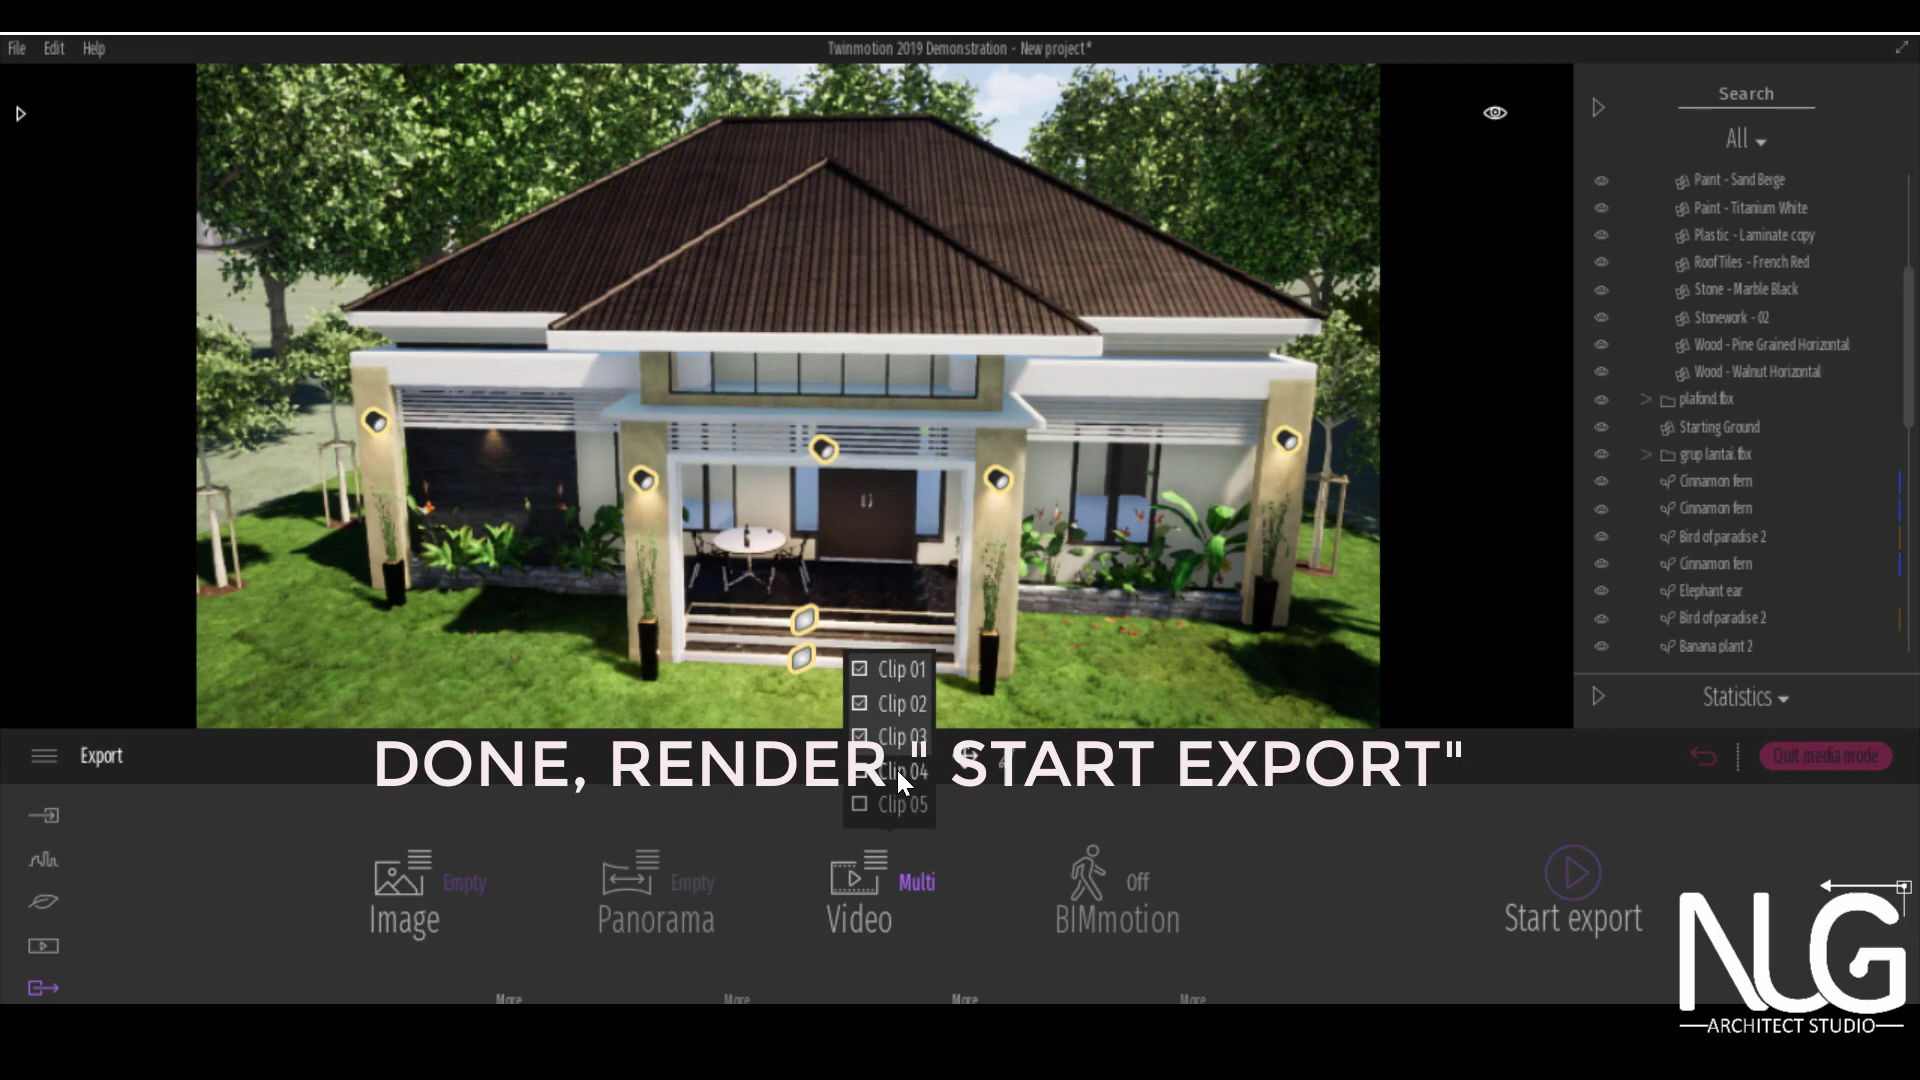 File Edit Help
Twinmotion 2019 Demonstration - New project*
Search
All
Paint - Sand Beige
Paint - Titanium White
Plastic - Laminate copy
Roof Tiles - French Red
Stone - Marble Black
Stonework - 02
Wood - Pine Grained Horizontal
Wood - Walnut Horizontal
plafond.fbx
Starting Ground
grup lantai.fbx
Cinnamon fern
Cinnamon fern
Bird of paradise 2
Cinnamon fern
Elephant ear
Bird of paradise 2
Banana plant 2
Statistics
Clip 01
Clip 02
Clip 03
Clip 04
Clip 05
Export
DONE, RENDER " START EXPORT"
Quit media mode
Empty
Image
Empty
Panorama
Multi
Video
Off
BIMmotion
Start export
More
More
More
More
NLG
ARCHITECT STUDIO